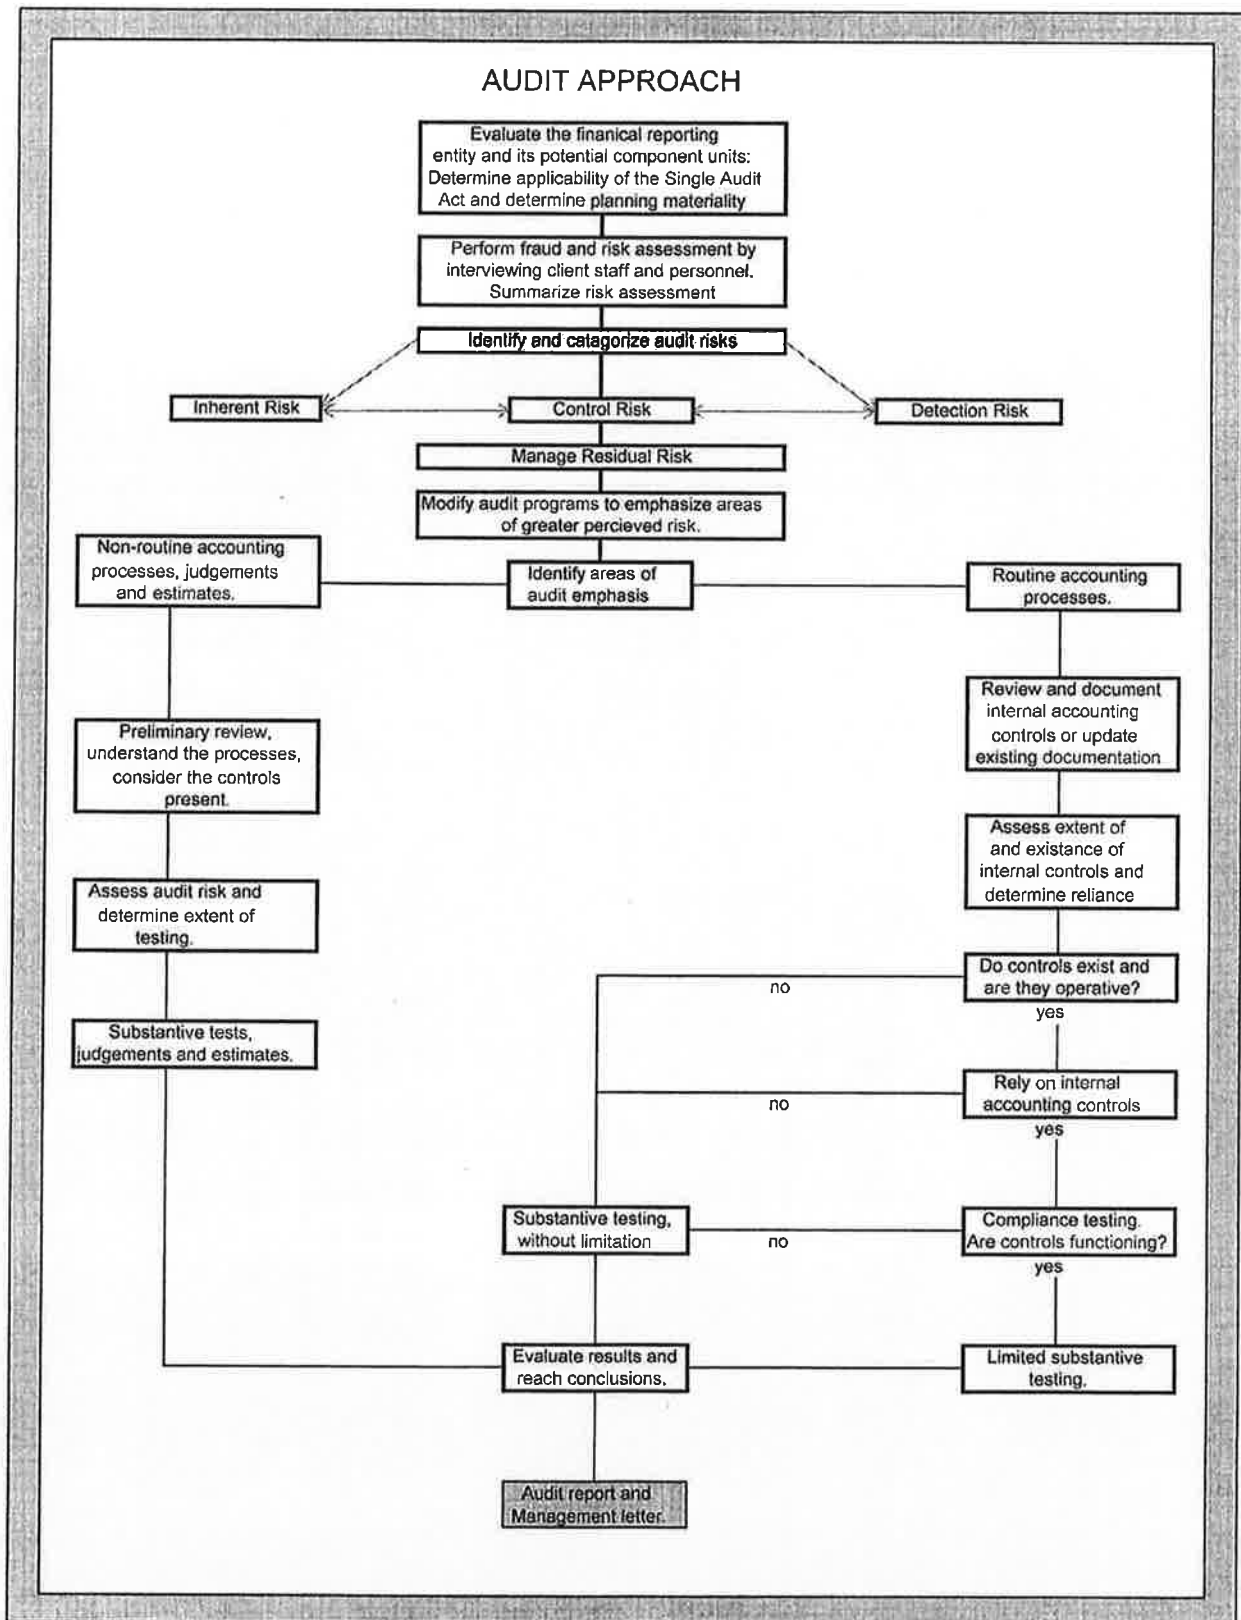 AUDIT APPROACH
Evaluate the finanical reporting
entity and its potential component units:
Determine applicability of the Single Audit
Act and determine planning materiality
Perform fraud and risk assessment by
interviewing client staff and personnel.
Summarize risk assessment
Identify and catagorize audit risks
Inherent Risk
Control Risk
Detection Risk
Manage Residual Risk
Modify audit programs to emphasize areas
of greater percieved risk.
Non-routine accounting
processes, judgements
and estimates.
Identify areas of
audit emphasis
Routine accounting
processes.
Review and document
internal accounting
controls or update
existing documentation
Preliminary review,
understand the processes,
consider the controls
present.
Assess extent of
and existance of
internal controls and
determine reliance
Assess audit risk and
determine extent of
testing.
Do controls exist and
are they operative?
no
yes
Substantive tests,
judgements and estimates.
Rely on internal
accounting controls
no
yes
Substantive testing,
without limitation
no
Compliance testing.
Are controls functioning?
yes
Evaluate results and
reach conclusions.
Limited substantive
testing.
Audit report and
Management letter.